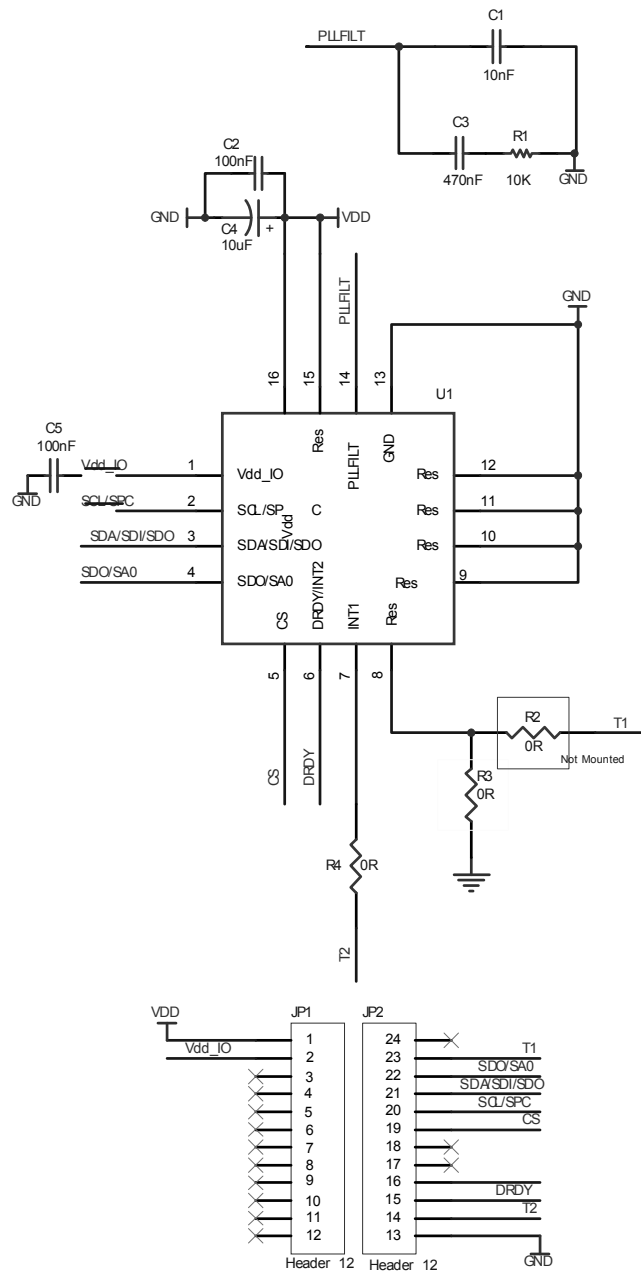 PLLFILT
C1
10nF
C3
470nF
R1
10K
GND
C2
100nF
GND
C4
10uF
+
VDD
PLLFILT
GND
16
15
14
13
U1
C5
100nF
GND
Vdd_IO
1
SCL/SPC
2
SDA/SDI/SDO
3
SDO/SA0
4
Vdd_IO
SCL/SP C
Vdd
SDA/SDI/SDO
SDO/SA0
Res
PLLFILT
GND
Res
12
Res
11
Res
10
Res
9
CS
DRDY/INT2
INT1
Res
5
6
7
8
CS
DRDY
R2
0R
T1
Not Mounted
R3
0R
R4
0R
T2
VDD
Vdd_IO
JP1
1
2
3
4
5
6
7
8
9
10
11
12
Header 12
JP2
24
23
T1
22
SDO/SA0
21
SDA/SDI/SDO
20
SCL/SPC
19
CS
18
17
16
15
DRDY
14
T2
13
GND
Header 12